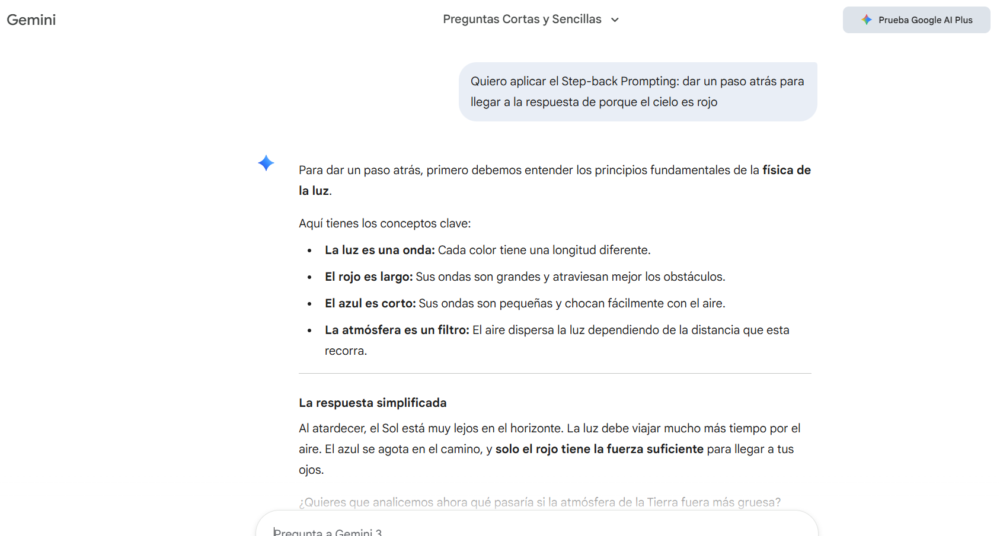 Gemini
Preguntas Cortas y Sencillas
Prueba Google AI Plus
Quiero aplicar el Step-back Prompting: dar un paso atrás para
llegar a la respuesta de porque el cielo es rojo
Para dar un paso atrás, primero debemos entender los principios fundamentales de la física de
la luz.
Aquí tienes los conceptos clave:
• La luz es una onda: Cada color tiene una longitud diferente.
• El rojo es largo: Sus ondas son grandes y atraviesan mejor los obstáculos.
• El azul es corto: Sus ondas son pequeñas y chocan fácilmente con el aire.
• La atmósfera es un filtro: El aire dispersa la luz dependiendo de la distancia que esta
recorra.
La respuesta simplificada
Al atardecer, el Sol está muy lejos en el horizonte. La luz debe viajar mucho más tiempo por el
aire. El azul se agota en el camino, y solo el rojo tiene la fuerza suficiente para llegar a tus
ojos.
¿Quieres que analicemos ahora qué pasaría si la atmósfera de la Tierra fuera más gruesa?
Pregunta a Gemini 3